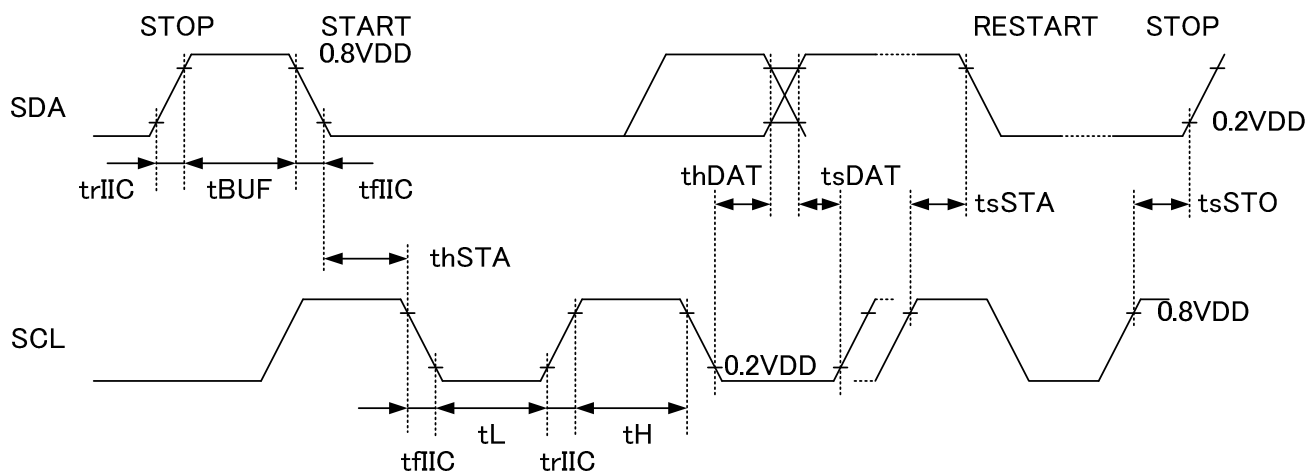 STOP START RESTART STOP
0.8VDD
SDA
0.2VDD
trIIC tBUF tfIIC
thDAT tsDAT
tsSTA tsSTO
thSTA
0.8VDD
SCL
0.2VDD
tL tH
tfIIC trIIC